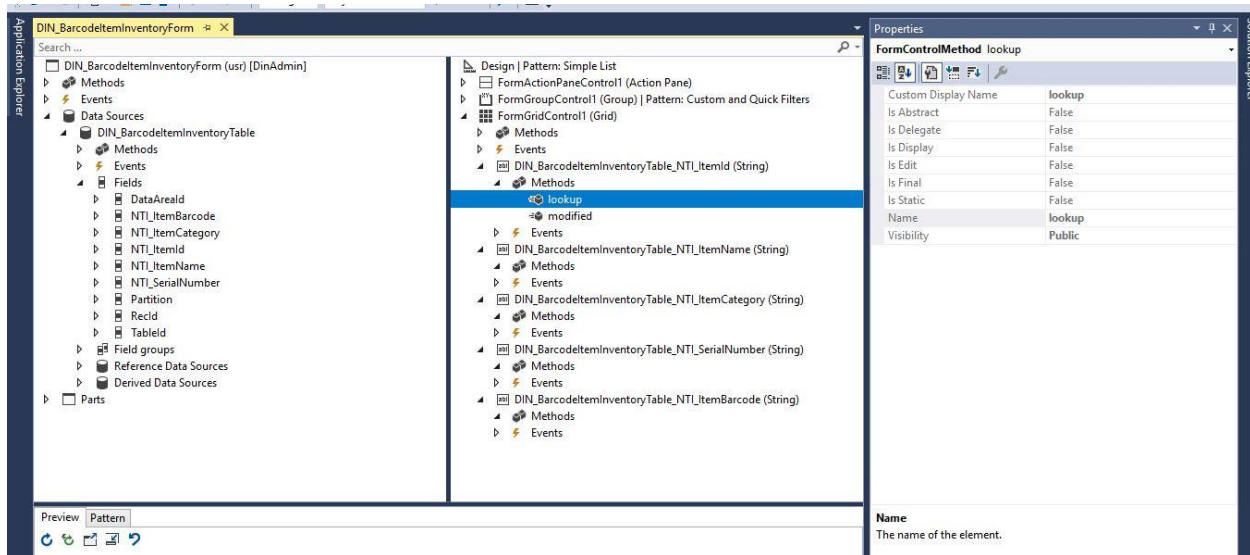 Application Explorer
DIN_BarcodeItemInventoryForm
Search ...
DIN_BarcodeItemInventoryForm (usr) [DinAdmin]
Methods
Events
Data Sources
DIN_BarcodeItemInventoryTable
Methods
Events
Fields
DataAreaId
NTI_ItemBarcode
NTI_ItemCategory
NTI_ItemId
NTI_ItemName
NTI_SerialNumber
Partition
RecId
TableId
Field groups
Reference Data Sources
Derived Data Sources
Parts
Design | Pattern: Simple List
FormActionPaneControl1 (Action Pane)
FormGroupControl1 (Group) | Pattern: Custom and Quick Filters
FormGridControl1 (Grid)
Methods
Events
DIN_BarcodeItemInventoryTable_NTI_ItemId (String)
Methods
lookup
modified
Events
DIN_BarcodeItemInventoryTable_NTI_ItemName (String)
Methods
Events
DIN_BarcodeItemInventoryTable_NTI_ItemCategory (String)
Methods
Events
DIN_BarcodeItemInventoryTable_NTI_SerialNumber (String)
Methods
Events
DIN_BarcodeItemInventoryTable_NTI_ItemBarcode (String)
Methods
Events
Preview Pattern
Properties
FormControlMethod lookup
Custom Display Name lookup
Is Abstract False
Is Delegate False
Is Display False
Is Edit False
Is Final False
Is Static False
Name lookup
Visibility Public
Name
The name of the element.